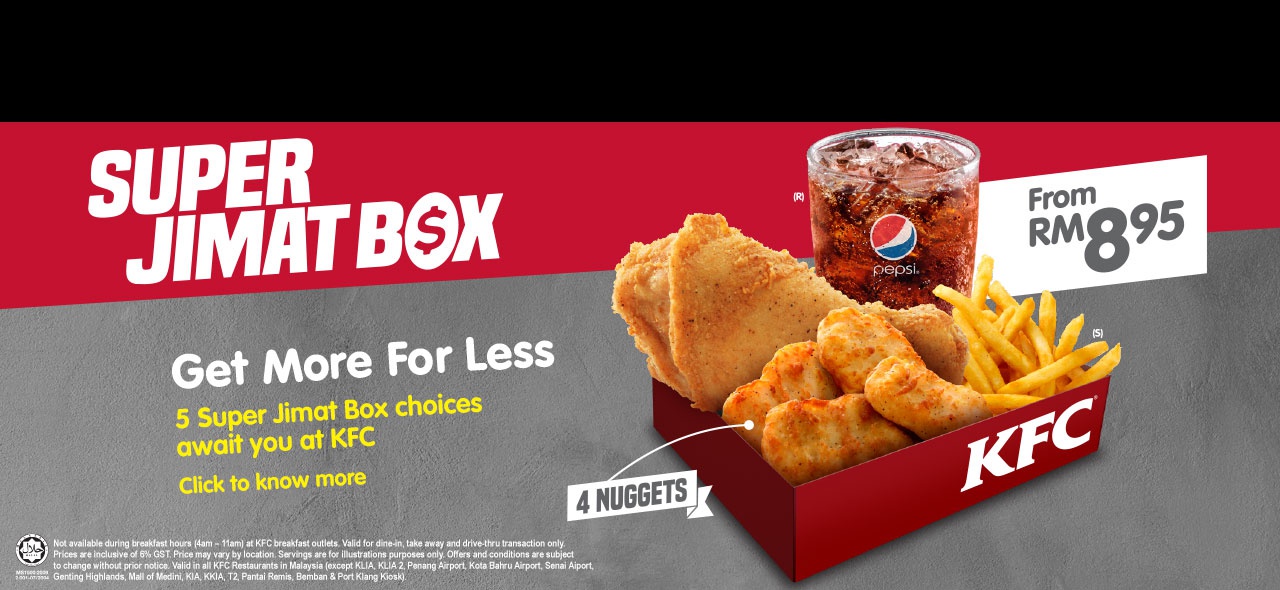 SUPER
JIMAT B$X
(R)
pepsi.
From
RM8.95
(S)
Get More For Less
5 Super Jimat Box choices
await you at KFC
Click to know more
KFC
4 NUGGETS
Not available during breakfast hours (4am – 11am) at KFC breakfast outlets. Valid for dine-in, take away and drive-thru transaction only.
Prices are inclusive of 6% GST. Price may vary by location. Servings are for illustrations purposes only. Offers and conditions are subject
to change without prior notice. Valid in all KFC Restaurants in Malaysia (except KLIA, KLIA 2, Penang Airport, Kota Bahru Airport, Senai Aiport,
Genting Highlands, Mall of Medini, KIA, KKIA, T2, Pantai Remis, Bemban & Port Klang Kiosk).